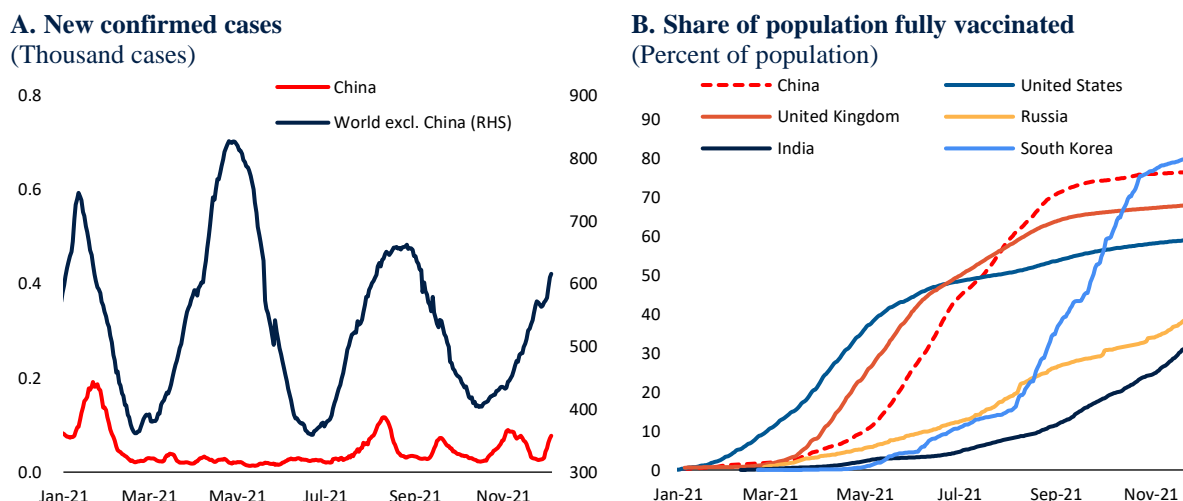 A. New confirmed cases
(Thousand cases)
China
World excl. China (RHS)
0.8
0.6
0.4
0.2
0.0
900
800
700
600
500
400
300
Jan-21 Mar-21 May-21 Jul-21 Sep-21 Nov-21
B. Share of population fully vaccinated
(Percent of population)
China United States
United Kingdom Russia
India South Korea
90
80
70
60
50
40
30
20
10
0
Jan-21 Mar-21 May-21 Jul-21 Sep-21 Nov-21